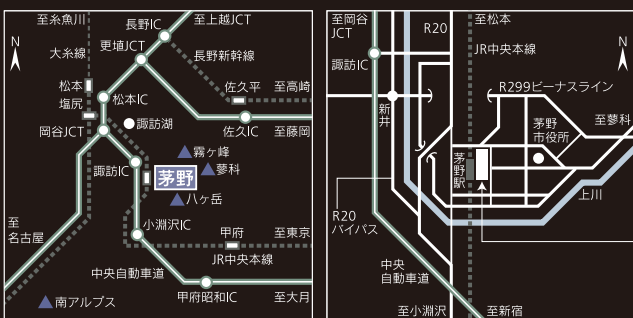 至糸魚川
至上越JCT
長野IC
N
大糸線
更埴JCT
長野新幹線
松本
佐久平
至高崎
塩尻
松本IC
諏訪湖
岡谷JCT
佐久IC
至藤岡
霧ヶ峰
諏訪IC
蓼科
茅野
八ヶ岳
至
名古屋
小淵沢IC
甲府
至東京
JR中央本線
中央自動車道
南アルプス
甲府昭和IC
至大月
至岡谷
JCT
R20
至松本
N
JR中央本線
諏訪IC
R299ビーナスライン
新井
茅野
市役所
至蓼科
茅野駅
上川
R20
バイパス
中央
自動車道
至小淵沢
至新宿